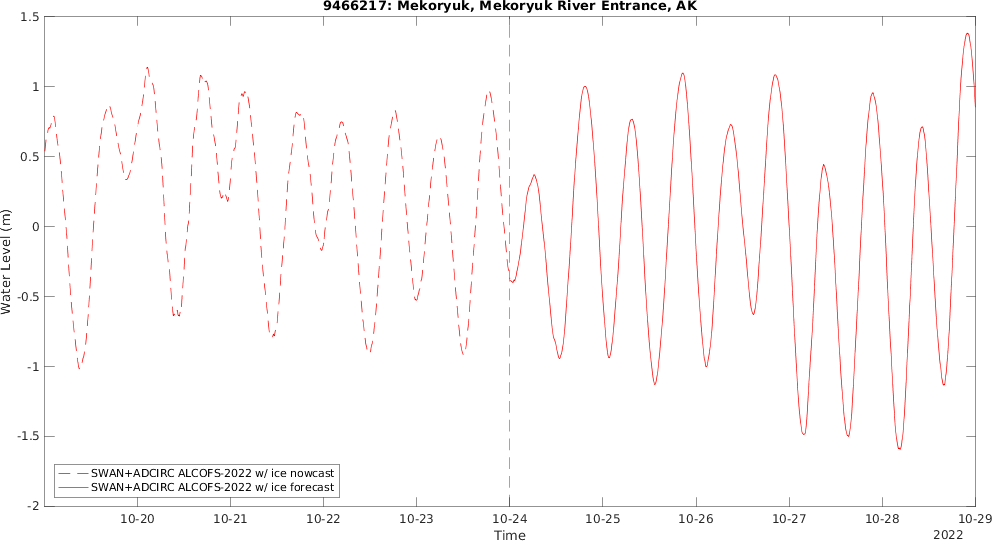 9466217: Mekoryuk, Mekoryuk River Entrance, AK
1.5
1
0.5
0
-0.5
-1
-1.5
-2
Water Level (m)
SWAN+ADCIRC ALCOFS-2022 w/ ice nowcast
SWAN+ADCIRC ALCOFS-2022 w/ ice forecast
10-20 10-21 10-22 10-23 10-24 10-25 10-26 10-27 10-28 10-29
Time
2022